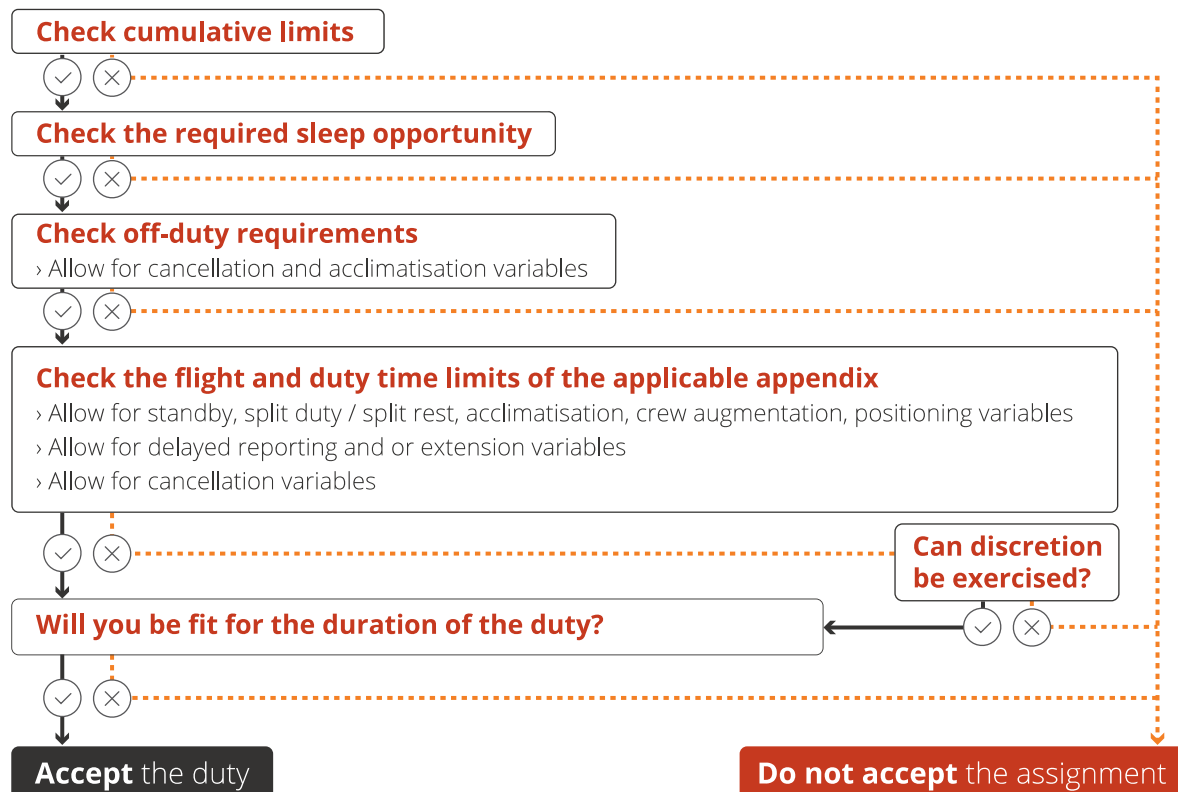 Check cumulative limits
Check the required sleep opportunity
Check off-duty requirements
› Allow for cancellation and acclimatisation variables
Check the flight and duty time limits of the applicable appendix
› Allow for standby, split duty / split rest, acclimatisation, crew augmentation, positioning variables
› Allow for delayed reporting and or extension variables
› Allow for cancellation variables
Can discretion
be exercised?
Will you be fit for the duration of the duty?
Accept the duty
Do not accept the assignment